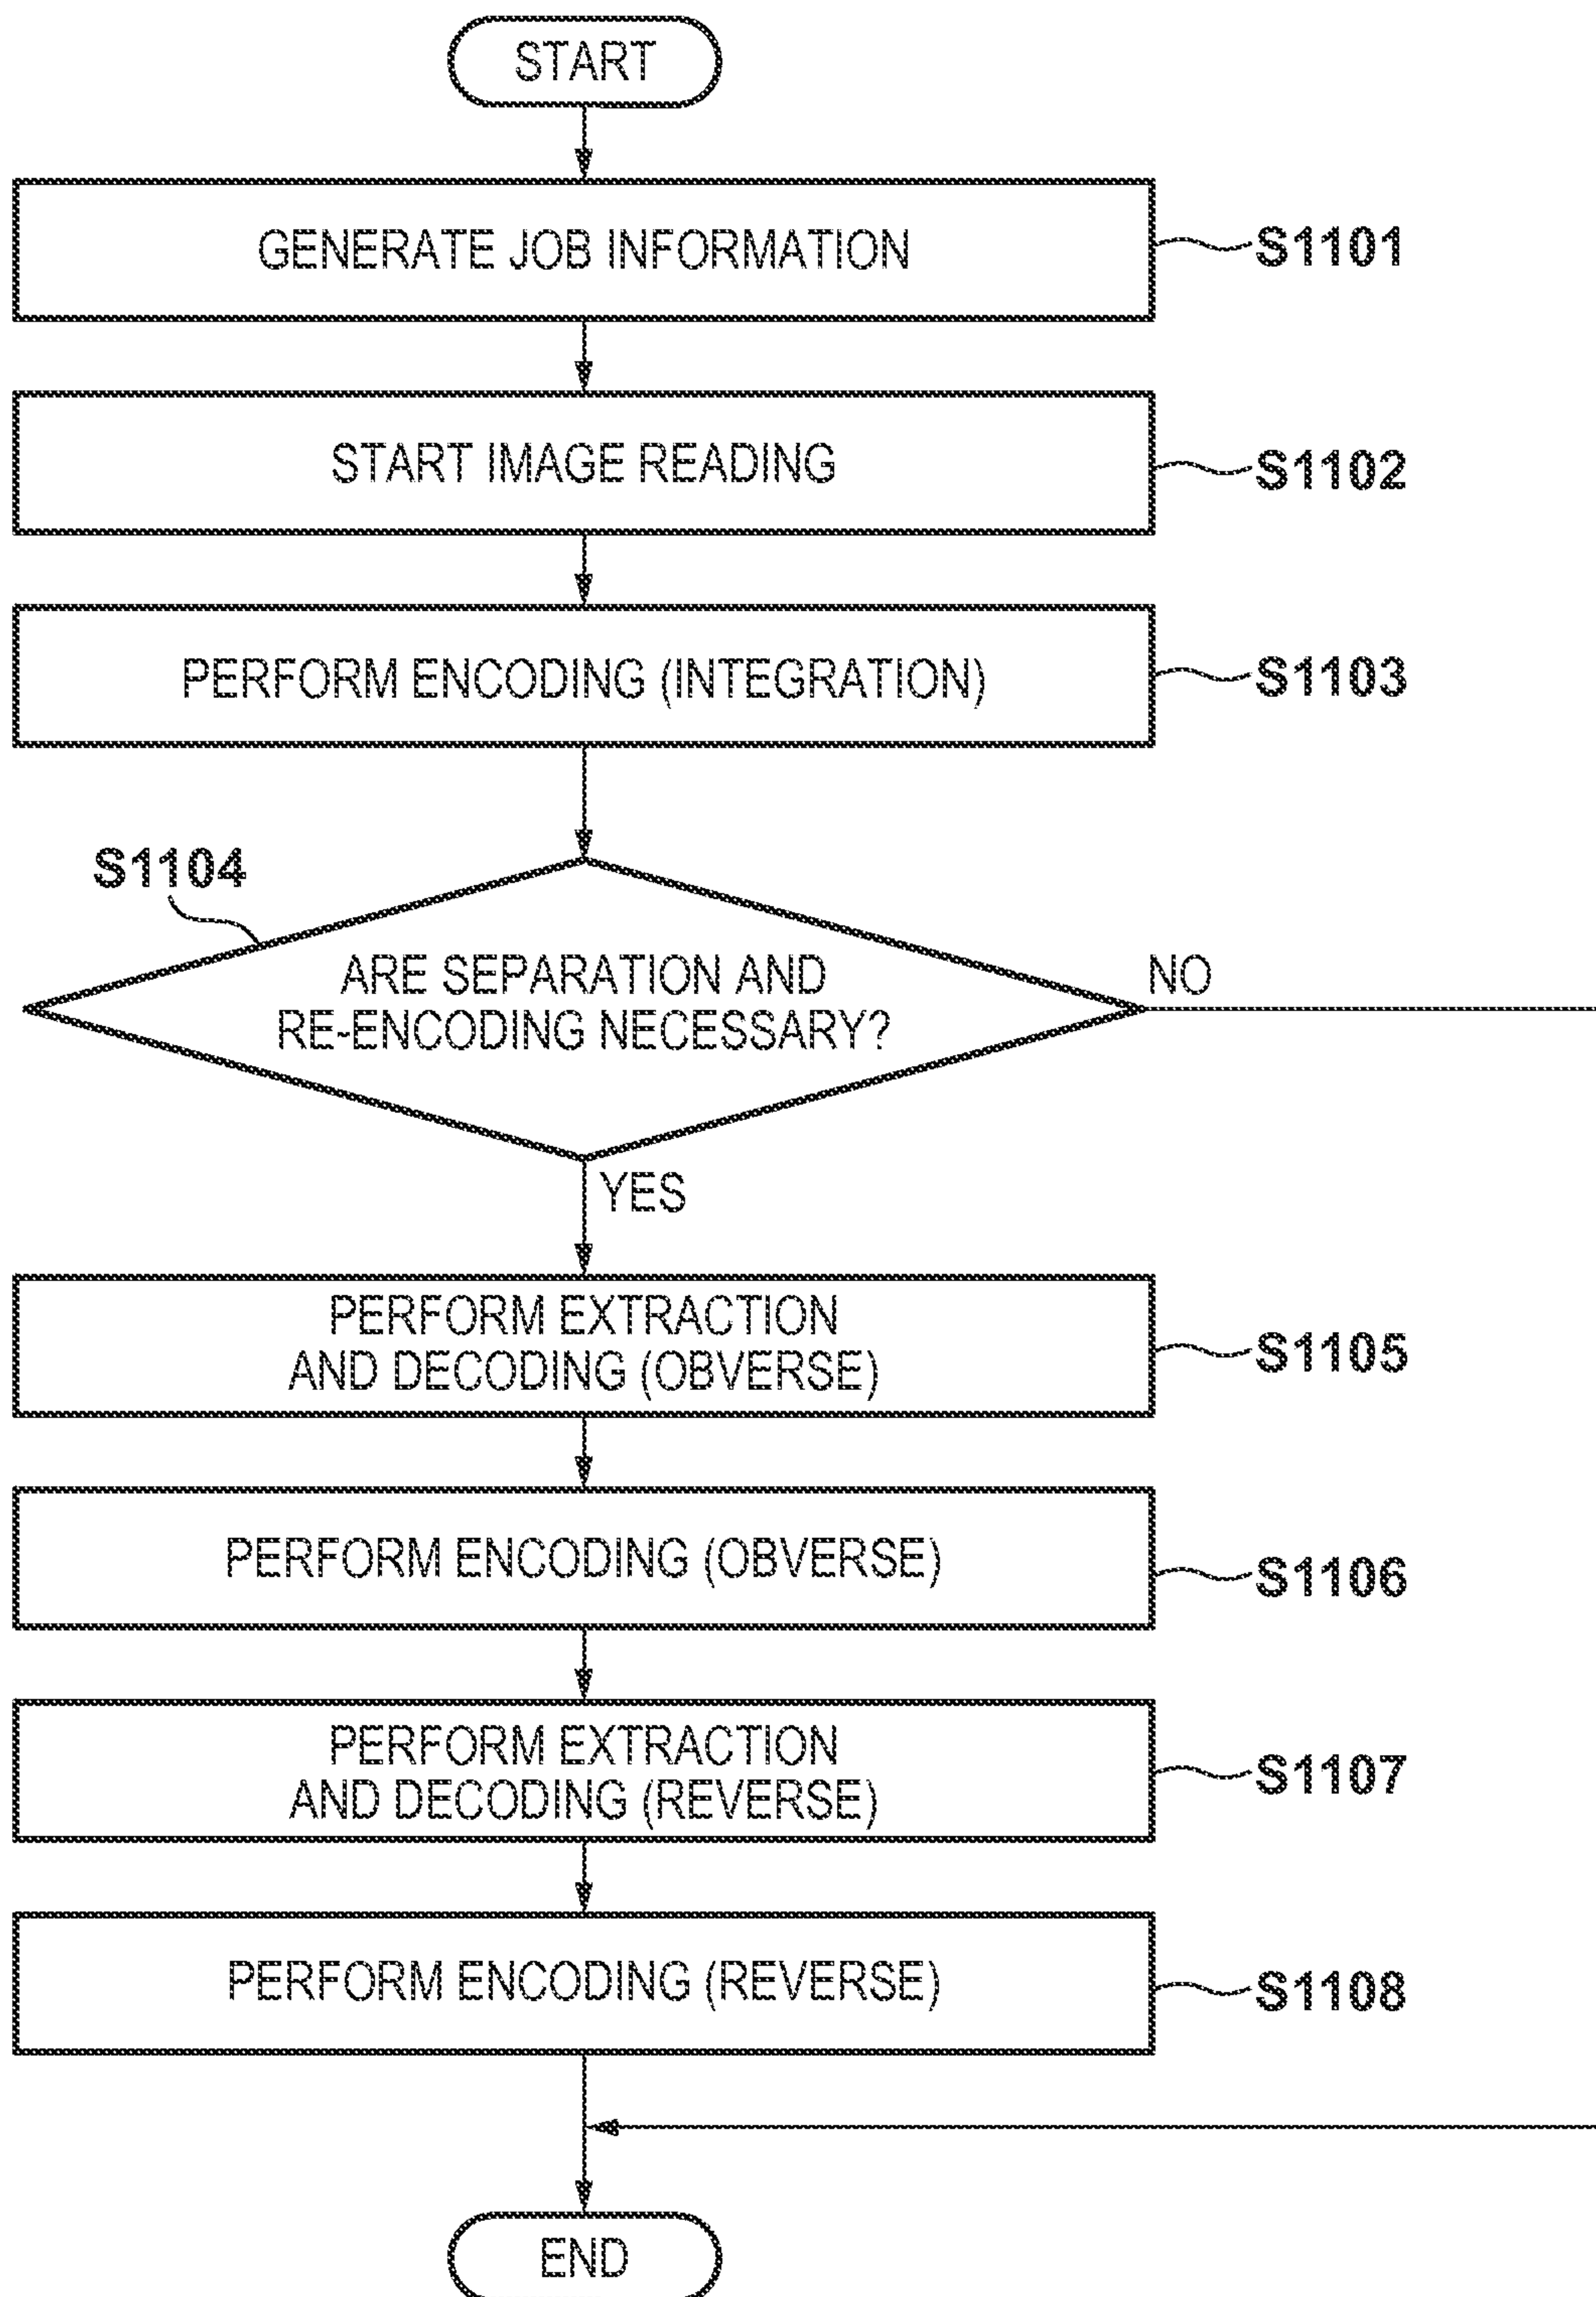 START
GENERATE JOB INFORMATION
S1101
START IMAGE READING
S1102
PERFORM ENCODING (INTEGRATION)
S1103
S1104
ARE SEPARATION AND
RE-ENCODING NECESSARY?
NO
YES
PERFORM EXTRACTION
AND DECODING (OBVERSE)
S1105
PERFORM ENCODING (OBVERSE)
S1106
PERFORM EXTRACTION
AND DECODING (REVERSE)
S1107
PERFORM ENCODING (REVERSE)
S1108
END